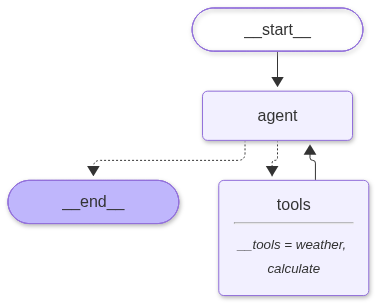 __start__
agent
__end__
tools
__tools = weather,
calculate